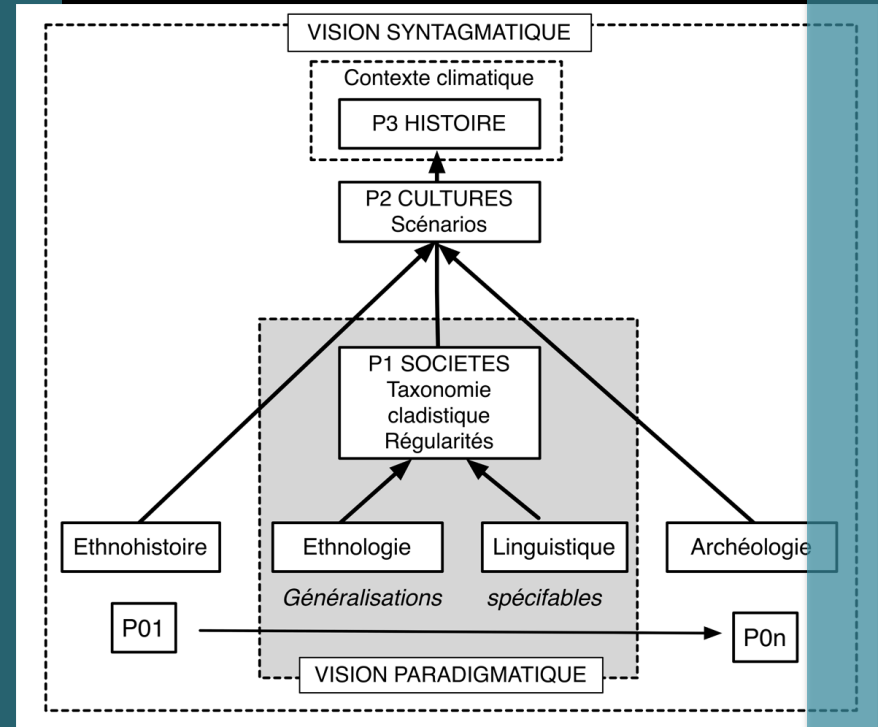 VISION SYNTAGMATIQUE
Contexte climatique
P3 HISTOIRE
P2 CULTURES
Scénarios
P1 SOCIETES
Taxonomie
cladistique
Régularités
Ethnohistoire
Ethnologie
Linguistique
Archéologie
Généralisations spécifables
P01
P0n
VISION PARADIGMATIQUE